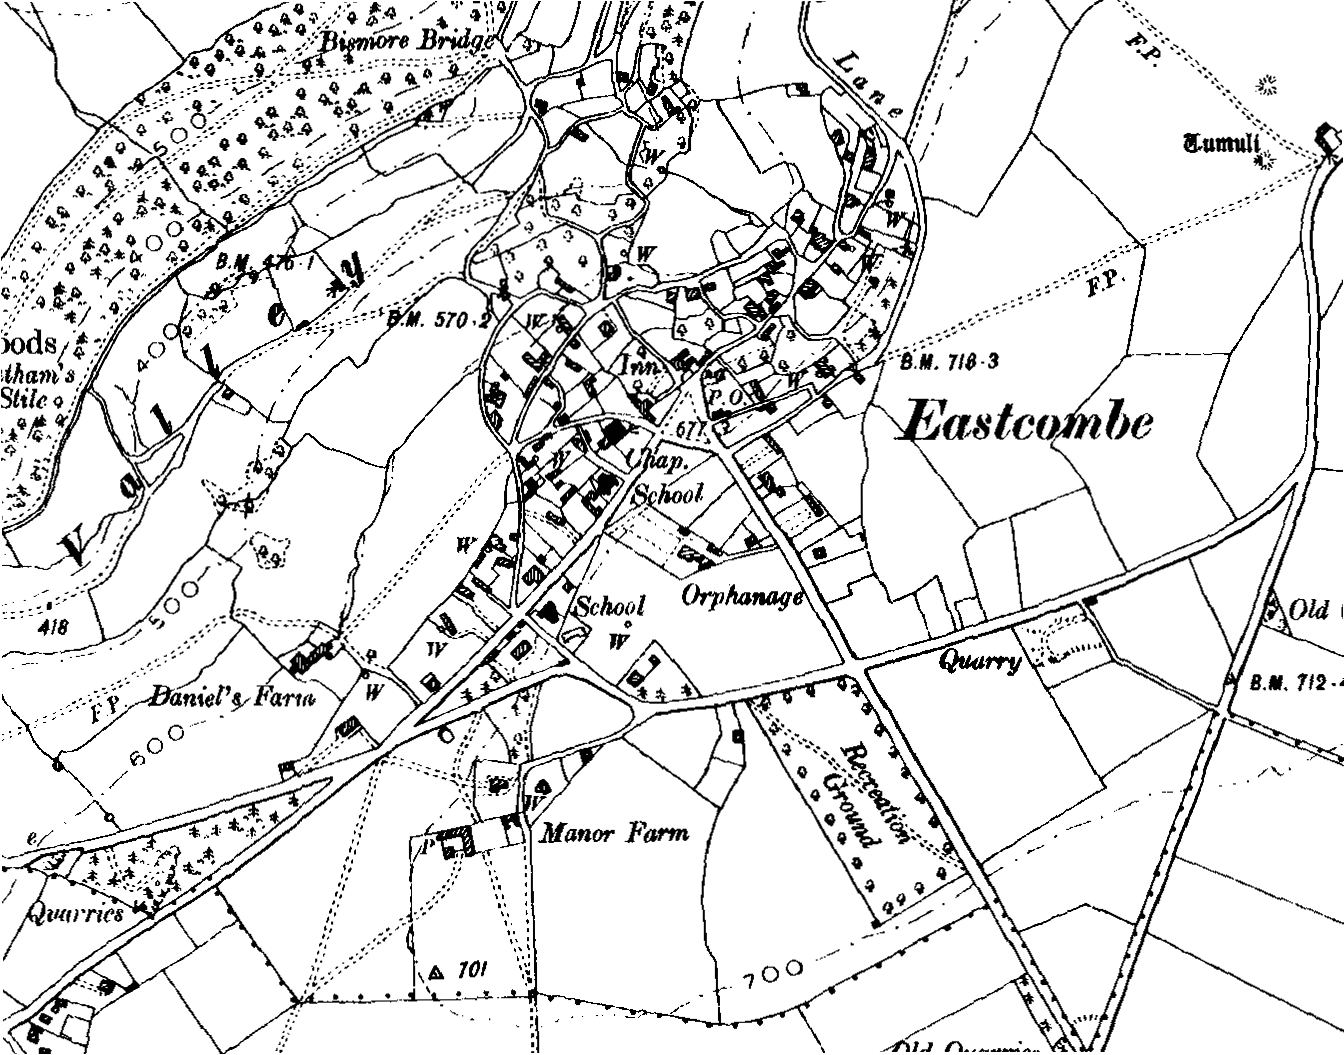 Bismore Bridge
Lane
F.P.
500
Tumuli
W
W
W
B.M. 476·1
y
W
F.P.
e
B.M. 570·2
W
400
l
oods
tham's
Stile
Inn
W
P.O.
B.M. 718·3
l
677·3
Eastcombe
a
W
Chap.
School
V
W
500
418
School
Orphanage
W
W
Old
Quarry
Daniel's Farm
W
B.M. 712·4
F.P.
600
Recreation
Ground
W
Manor Farm
P
e
Quarries
701
700
Old Quarries